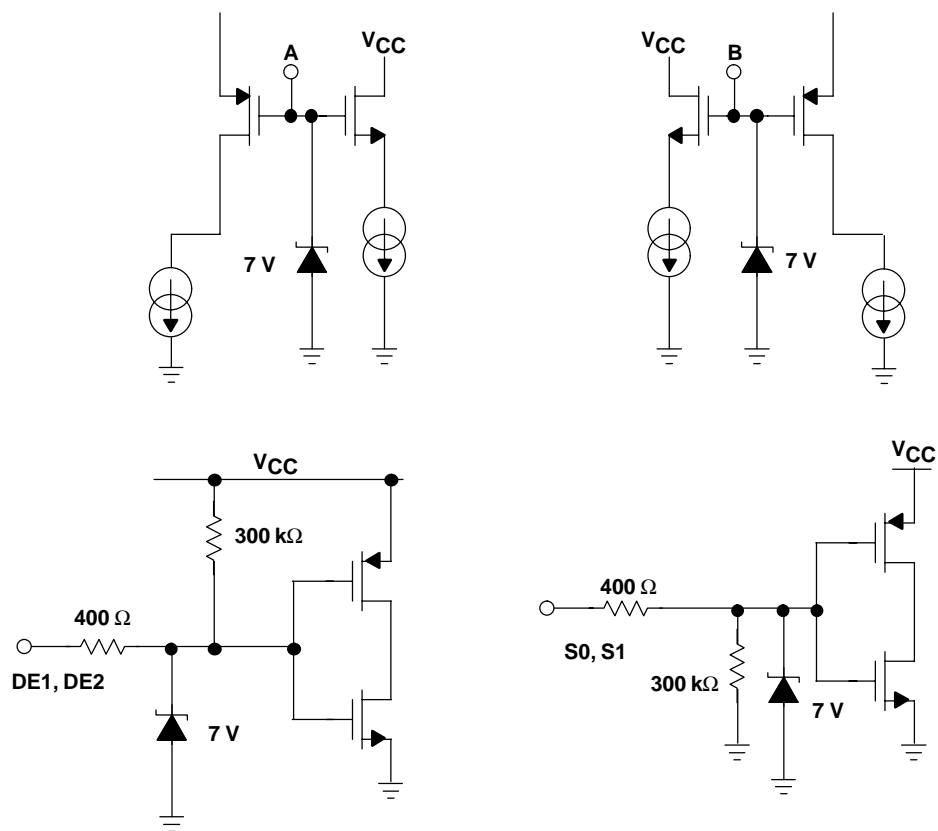 A
VCC
7 V
VCC
B
7 V
VCC
300 kΩ
400 Ω
DE1, DE2
7 V
VCC
400 Ω
S0, S1
300 kΩ
7 V